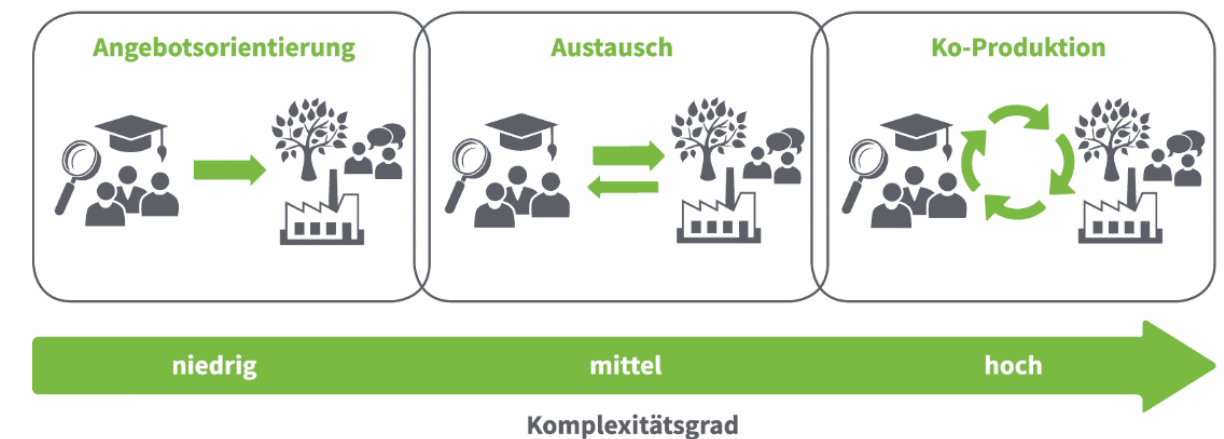 Angebotsorientierung
Austausch
Ko-Produktion
niedrig
mittel
hoch
Komplexitätsgrad